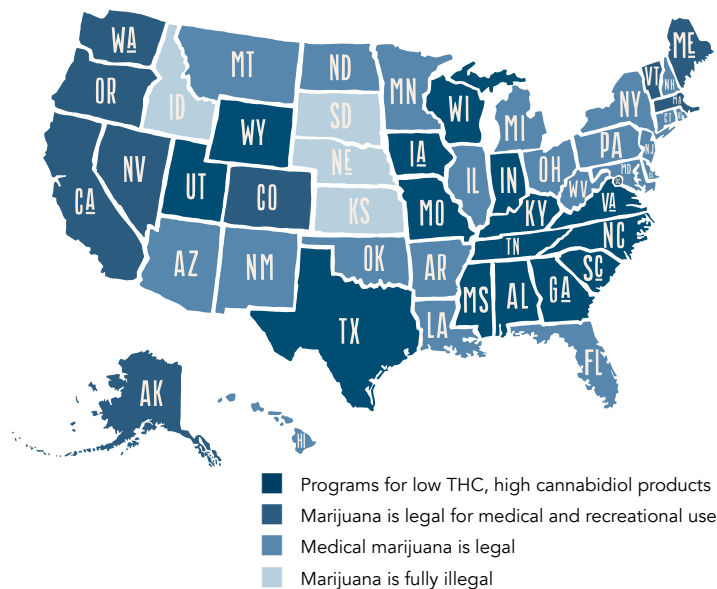 WA
ME
MT
ND
VT
NH
OR
MN
ID
WI
NY
MA
SD
MI
CT
WY
IA
PA
NJ
NE
NV
OH
IL
IN
MD
UT
CO
WV
VA
CA
KS
MO
KY
NC
TN
OK
AZ
NM
AR
SC
MS
AL
GA
TX
LA
FL
AK
HI
Programs for low THC, high cannabidiol products
Marijuana is legal for medical and recreational use
Medical marijuana is legal
Marijuana is fully illegal